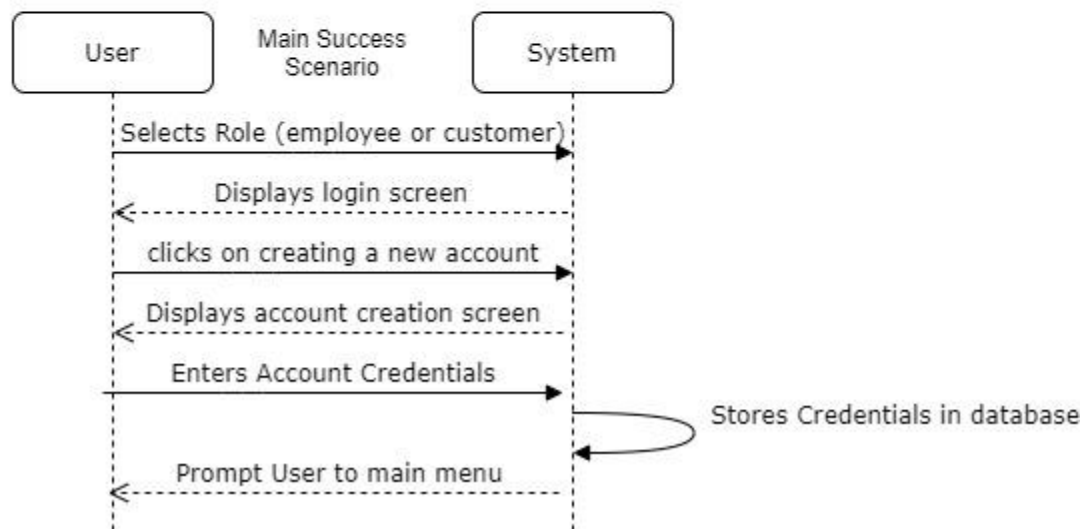 User
Main Success
Scenario
System
Selects Role (employee or customer)
Displays login screen
clicks on creating a new account
Displays account creation screen
Enters Account Credentials
Stores Credentials in database
Prompt User to main menu